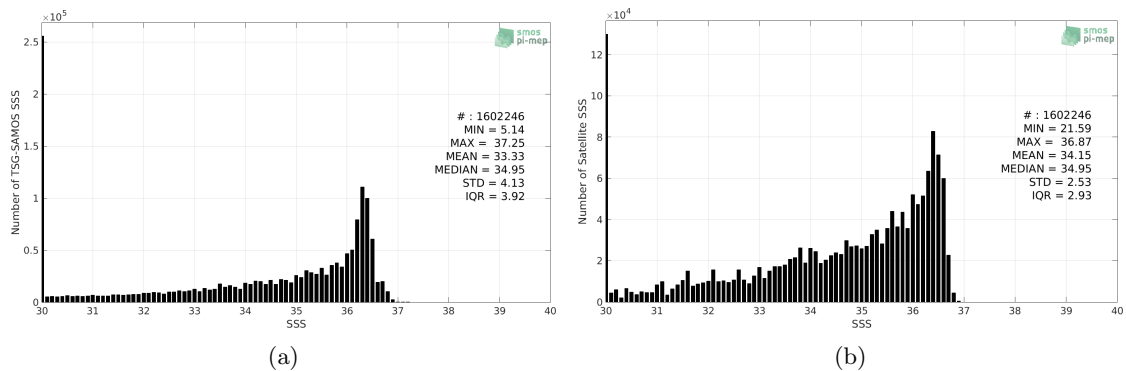 ×10⁵
2.5
2
1.5
1
0.5
0
Number of TSG-SAMOS SSS
30 31 32 33 34 35 36 37 38 39 40
SSS
smos
pi-mep
# : 1602246
MIN = 5.14
MAX = 37.25
MEAN = 33.33
MEDIAN = 34.95
STD = 4.13
IQR = 3.92
(a)
×10⁴
12
10
8
6
4
2
0
Number of Satellite SSS
30 31 32 33 34 35 36 37 38 39 40
SSS
smos
pi-mep
# : 1602246
MIN = 21.59
MAX = 36.87
MEAN = 34.15
MEDIAN = 34.95
STD = 2.53
IQR = 2.93
(b)